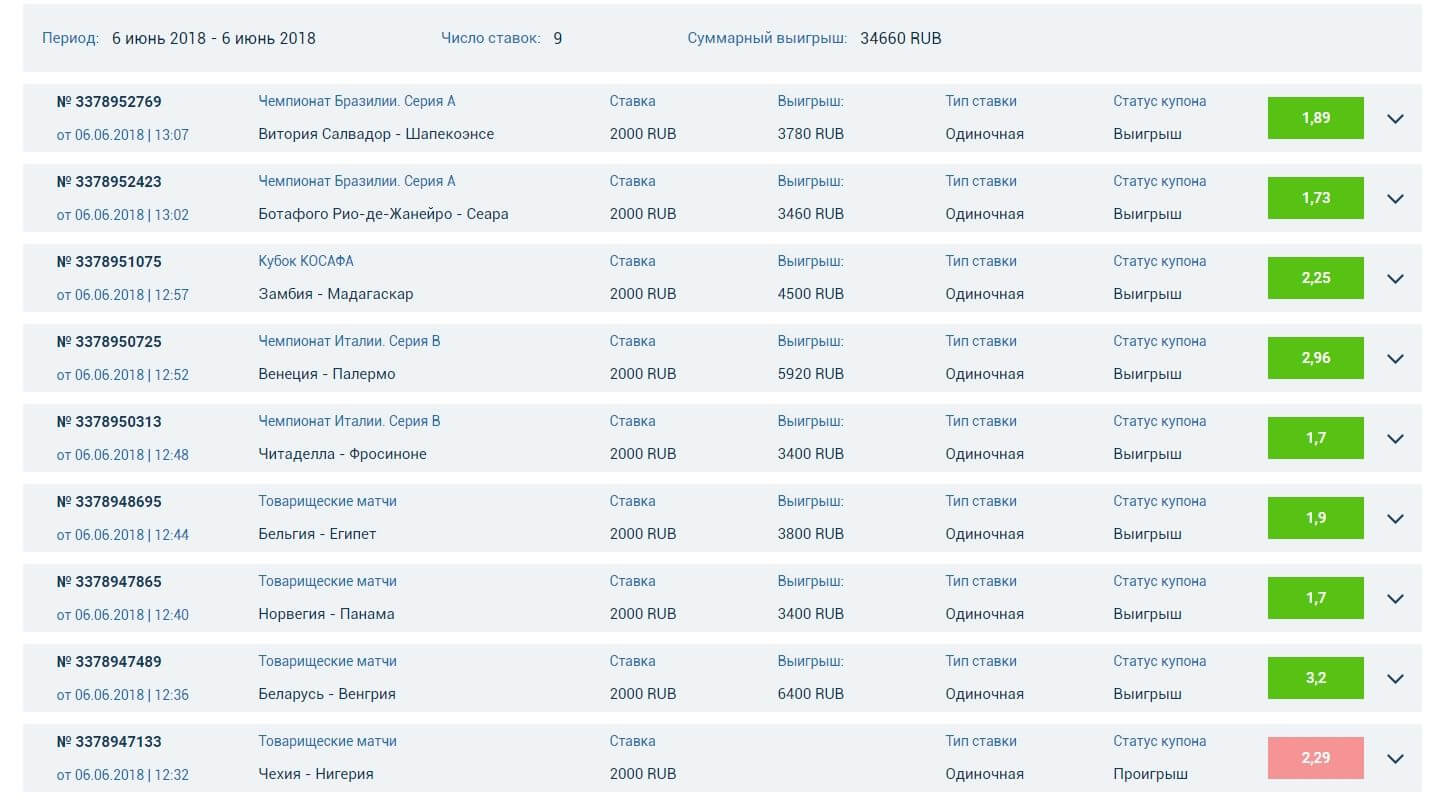 Период: 6 июнь 2018 - 6 июнь 2018 Число ставок: 9 Суммарный выигрыш: 34660 RUB
№ 3378952769 Чемпионат Бразилии. Серия А Ставка Выигрыш: Тип ставки Статус купона 1,89
от 06.06.2018 | 13:07 Витория Салвадор - Шапекоэнсе 2000 RUB 3780 RUB Одиночная Выигрыш
№ 3378952423 Чемпионат Бразилии. Серия А Ставка Выигрыш: Тип ставки Статус купона 1,73
от 06.06.2018 | 13:02 Ботафого Рио-де-Жанейро - Сеара 2000 RUB 3460 RUB Одиночная Выигрыш
№ 3378951075 Кубок КОСАФА Ставка Выигрыш: Тип ставки Статус купона 2,25
от 06.06.2018 | 12:57 Замбия - Мадагаскар 2000 RUB 4500 RUB Одиночная Выигрыш
№ 3378950725 Чемпионат Италии. Серия В Ставка Выигрыш: Тип ставки Статус купона 2,96
от 06.06.2018 | 12:52 Венеция - Палермо 2000 RUB 5920 RUB Одиночная Выигрыш
№ 3378950313 Чемпионат Италии. Серия В Ставка Выигрыш: Тип ставки Статус купона 1,7
от 06.06.2018 | 12:48 Читаделла - Фросиноне 2000 RUB 3400 RUB Одиночная Выигрыш
№ 3378948695 Товарищеские матчи Ставка Выигрыш: Тип ставки Статус купона 1,9
от 06.06.2018 | 12:44 Бельгия - Египет 2000 RUB 3800 RUB Одиночная Выигрыш
№ 3378947865 Товарищеские матчи Ставка Выигрыш: Тип ставки Статус купона 1,7
от 06.06.2018 | 12:40 Норвегия - Панама 2000 RUB 3400 RUB Одиночная Выигрыш
№ 3378947489 Товарищеские матчи Ставка Выигрыш: Тип ставки Статус купона 3,2
от 06.06.2018 | 12:36 Беларусь - Венгрия 2000 RUB 6400 RUB Одиночная Выигрыш
№ 3378947133 Товарищеские матчи Ставка Тип ставки Статус купона 2,29
от 06.06.2018 | 12:32 Чехия - Нигерия 2000 RUB Одиночная Проигрыш